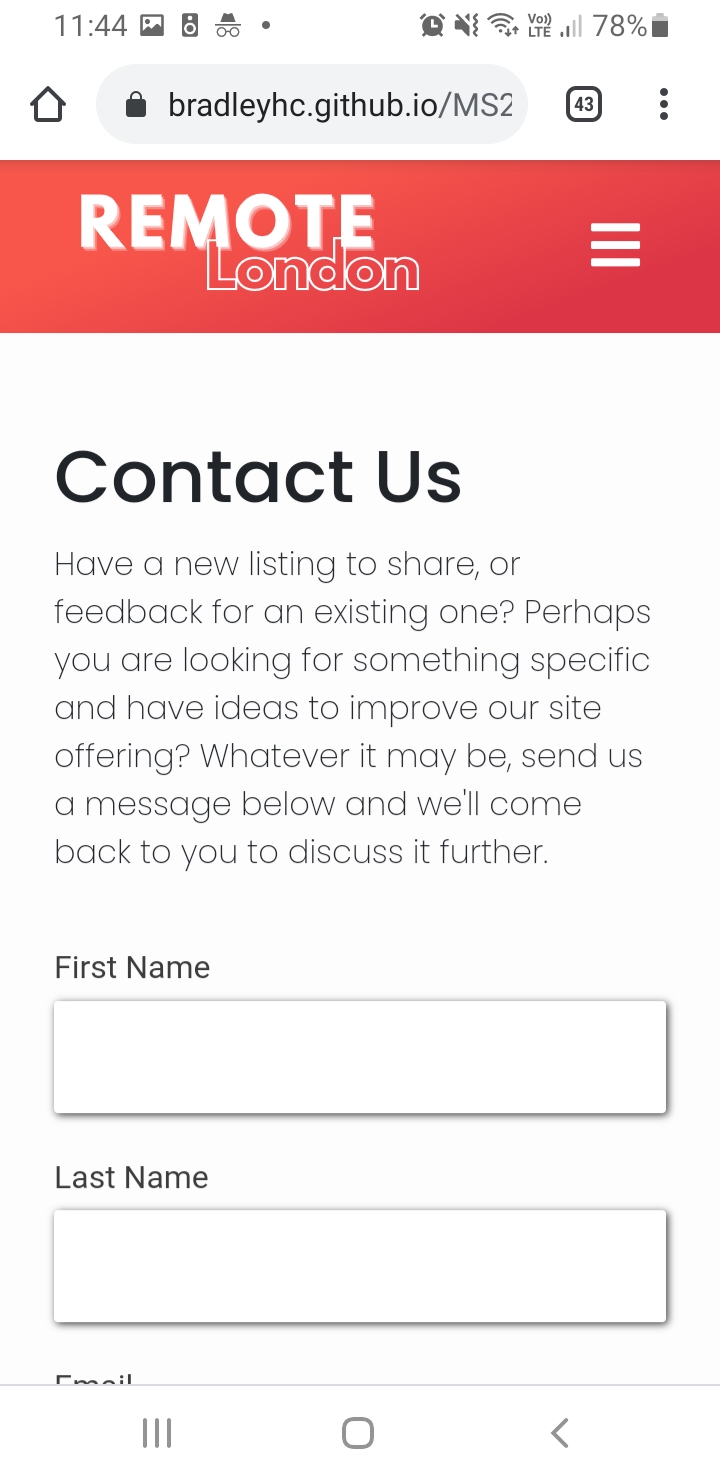 11:44 Vo)) LTE 78%
bradleyhc.github.io/MS2 43
REMOTE
London
Contact Us
Have a new listing to share, or
feedback for an existing one? Perhaps
you are looking for something specific
and have ideas to improve our site
offering? Whatever it may be, send us
a message below and we'll come
back to you to discuss it further.
First Name
Last Name
Email